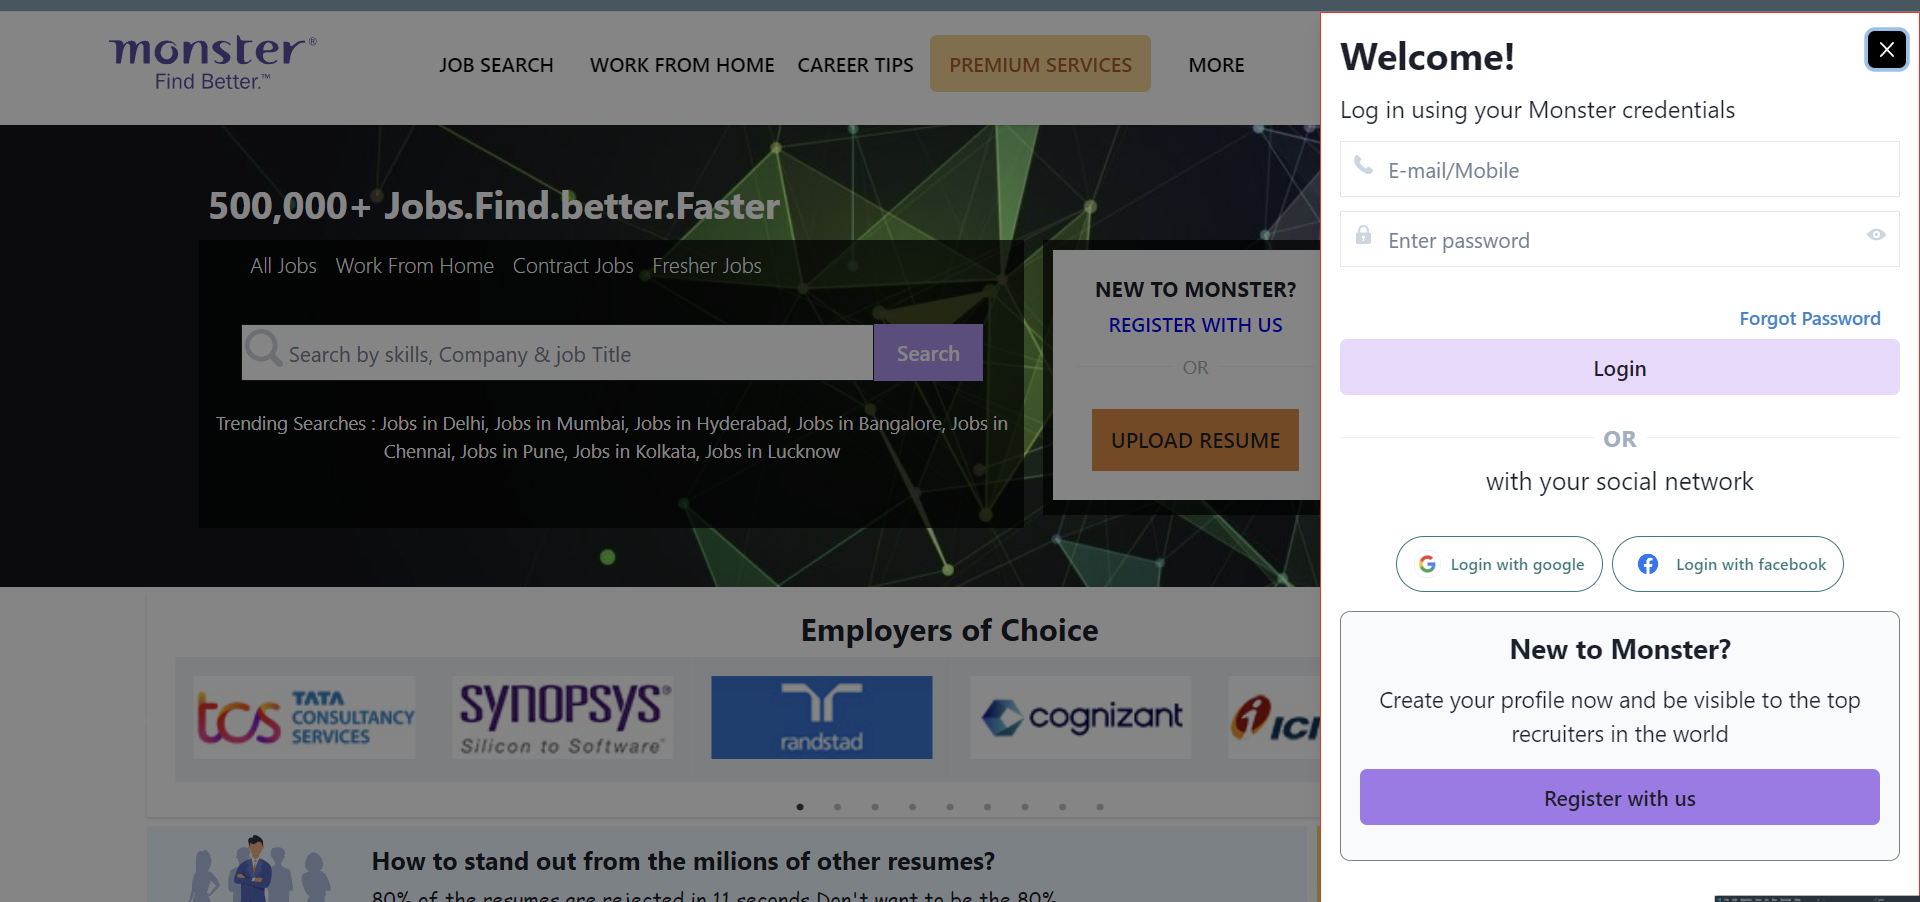 monster®
Find Better.™
JOB SEARCH WORK FROM HOME CAREER TIPS PREMIUM SERVICES MORE
500,000+ Jobs.Find.better.Faster
All Jobs Work From Home Contract Jobs Fresher Jobs
Search by skills, Company & job Title Search
Trending Searches : Jobs in Delhi, Jobs in Mumbai, Jobs in Hyderabad, Jobs in Bangalore, Jobs in
Chennai, Jobs in Pune, Jobs in Kolkata, Jobs in Lucknow
NEW TO MONSTER?
REGISTER WITH US
OR
UPLOAD RESUME
Employers of Choice
tcs TATA
CONSULTANCY
SERVICES
SYNOPSYS®
Silicon to Software™
randstad
cognizant
ICI
How to stand out from the milions of other resumes?
80% of the resumes are rejected in 11 seconds.Don't want to be the 80%
Welcome!
Log in using your Monster credentials
E-mail/Mobile
Enter password
Forgot Password
Login
OR
with your social network
Login with google
Login with facebook
New to Monster?
Create your profile now and be visible to the top
recruiters in the world
Register with us